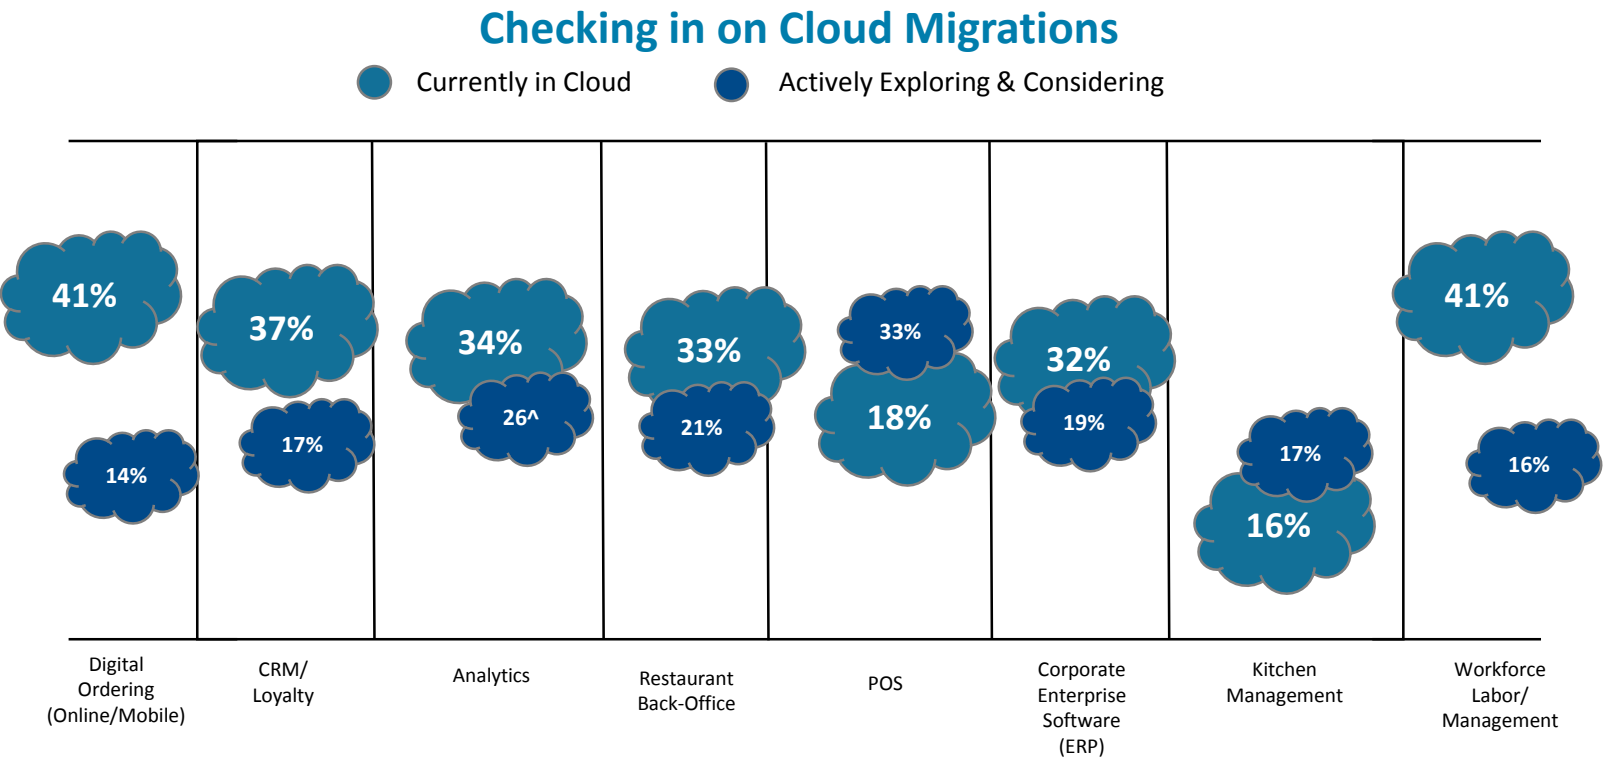 Checking in on Cloud Migrations
Currently in Cloud
Actively Exploring & Considering
41%
14%
37%
17%
34%
26^
33%
21%
33%
18%
32%
19%
17%
16%
41%
16%
Digital
Ordering
(Online/Mobile)
CRM/
Loyalty
Analytics
Restaurant
Back-Office
POS
Corporate
Enterprise
Software
(ERP)
Kitchen
Management
Workforce
Labor/
Management